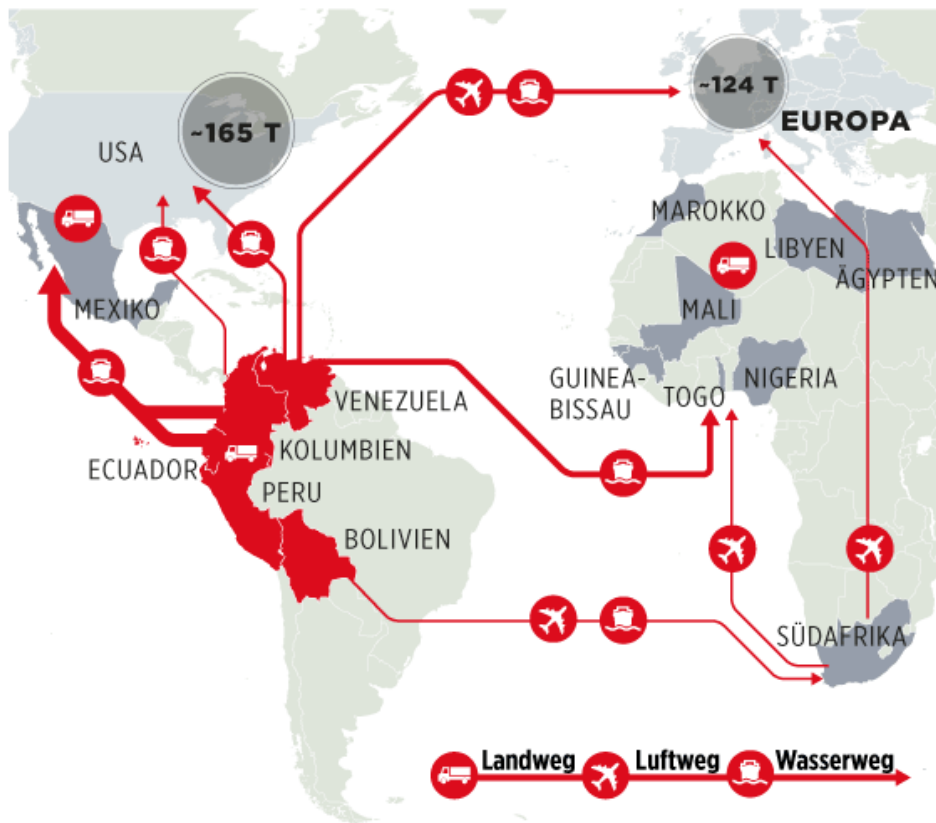 ~124 T
EUROPA
~165 T
USA
MAROKKO
LIBYEN
ÄGYPTEN
MEXIKO
MALI
GUINEA-
BISSAU
TOGO
NIGERIA
VENEZUELA
ECUADOR
KOLUMBIEN
PERU
BOLIVIEN
SÜDAFRIKA
Landweg
Luftweg
Wasserweg